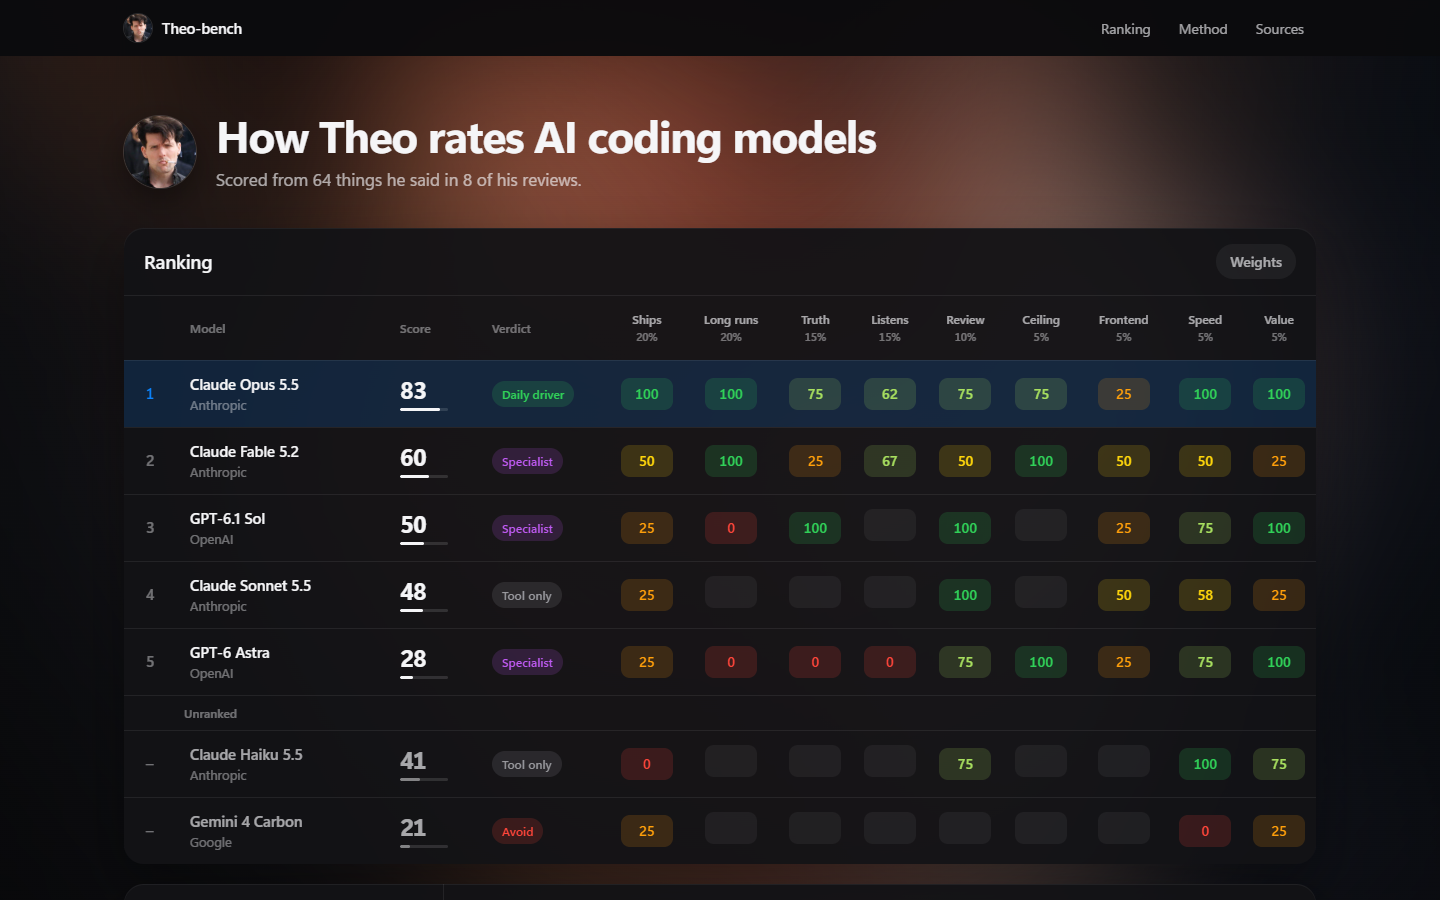 Theo-bench
Ranking Method Sources
How Theo rates AI coding models
Scored from 64 things he said in 8 of his reviews.
Ranking
Weights
Model Score Verdict Ships Long runs Truth Listens Review Ceiling Frontend Speed Value
20% 20% 15% 15% 10% 5% 5% 5% 5%
1 Claude Opus 5.5 83 Daily driver 100 100 75 62 75 75 25 100 100
Anthropic
2 Claude Fable 5.2 60 Specialist 50 100 25 67 50 100 50 50 25
Anthropic
3 GPT-6.1 Sol 50 Specialist 25 0 100 100 25 75 100
OpenAI
4 Claude Sonnet 5.5 48 Tool only 25 100 50 58 25
Anthropic
5 GPT-6 Astra 28 Specialist 25 0 0 0 75 100 25 75 100
OpenAI
Unranked
– Claude Haiku 5.5 41 Tool only 0 75 100 75
Anthropic
– Gemini 4 Carbon 21 Avoid 25 0 25
Google